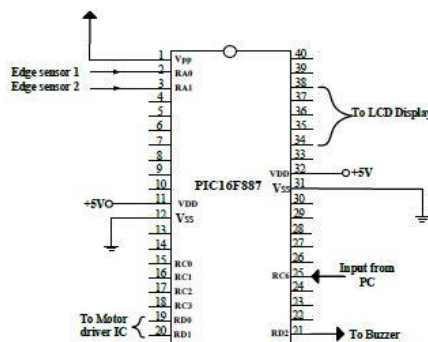 1 Vpp 40
Edge sensor 1 2 RA0 39
Edge sensor 2 3 RA1 38
4 37
5 36
6 35
To LCD Display
7 34
8 33
9 VDD 32 +5V
10 PIC16F887 VSS 31
+5V 11 VDD 30
12 VSS 29
13 28
14 27
15 RC0 26
Input from PC
16 RC1 RC6 25
17 RC2 24
18 RC3 23
To Motor driver IC
19 RD0 22
20 RD1 RD2 21 To Buzzer